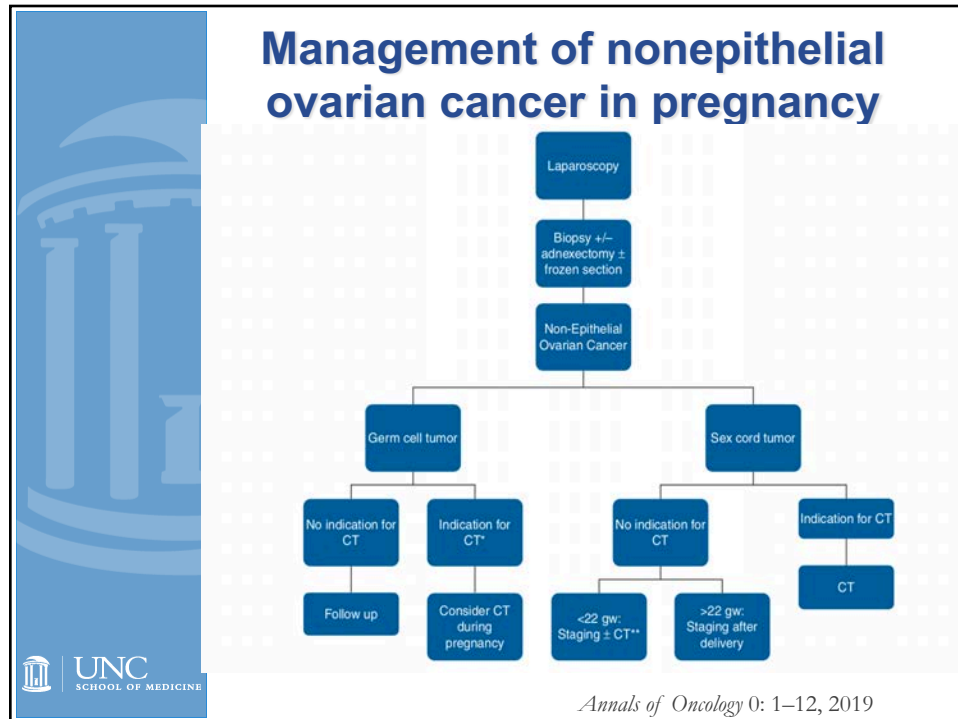 Management of nonepithelial
ovarian cancer in pregnancy
Laparoscopy
Biopsy +/–
adnexectomy ±
frozen section
Non-Epithelial
Ovarian Cancer
Germ cell tumor
Sex cord tumor
No indication for
CT
Indication for
CT*
No indication for
CT
Indication for CT
Follow up
Consider CT
during
pregnancy
<22 gw:
Staging ± CT**
>22 gw:
Staging after
delivery
CT
UNC
SCHOOL OF MEDICINE
Annals of Oncology 0: 1–12, 2019